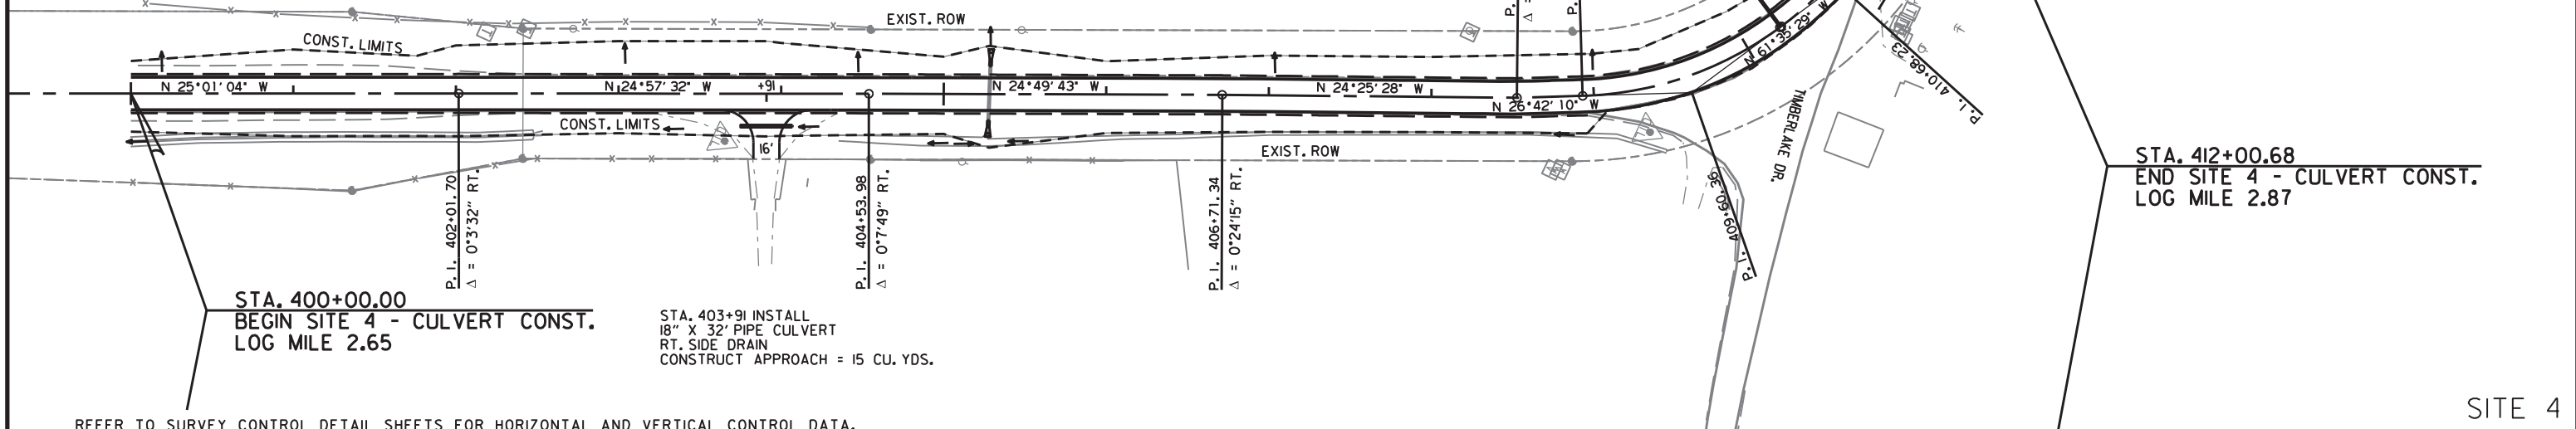 EXIST. ROW
P.
Δ =
P.
CONST. LIMITS
N 25°01'04" W
N 24°57'32" W
+91
N 24°49'43" W
N 24°25'28" W
N 26°42'10" W
N 61°35'29" W
P. I. 410+68.23
CONST. LIMITS
16'
EXIST. ROW
TIMBERLAKE DR.
P. I. 402+01.70
Δ = 0°3'32" RT.
P. I. 404+53.98
Δ = 0°7'49" RT.
P. I. 406+71.34
Δ = 0°24'15" RT.
P. I. 409+60.36
STA. 412+00.68
END SITE 4 - CULVERT CONST.
LOG MILE 2.87
STA. 400+00.00
BEGIN SITE 4 - CULVERT CONST.
LOG MILE 2.65
STA. 403+91 INSTALL
18" X 32' PIPE CULVERT
RT. SIDE DRAIN
CONSTRUCT APPROACH = 15 CU. YDS.
SITE 4
REFER TO SURVEY CONTROL DETAIL SHEETS FOR HORIZONTAL AND VERTICAL CONTROL DATA.